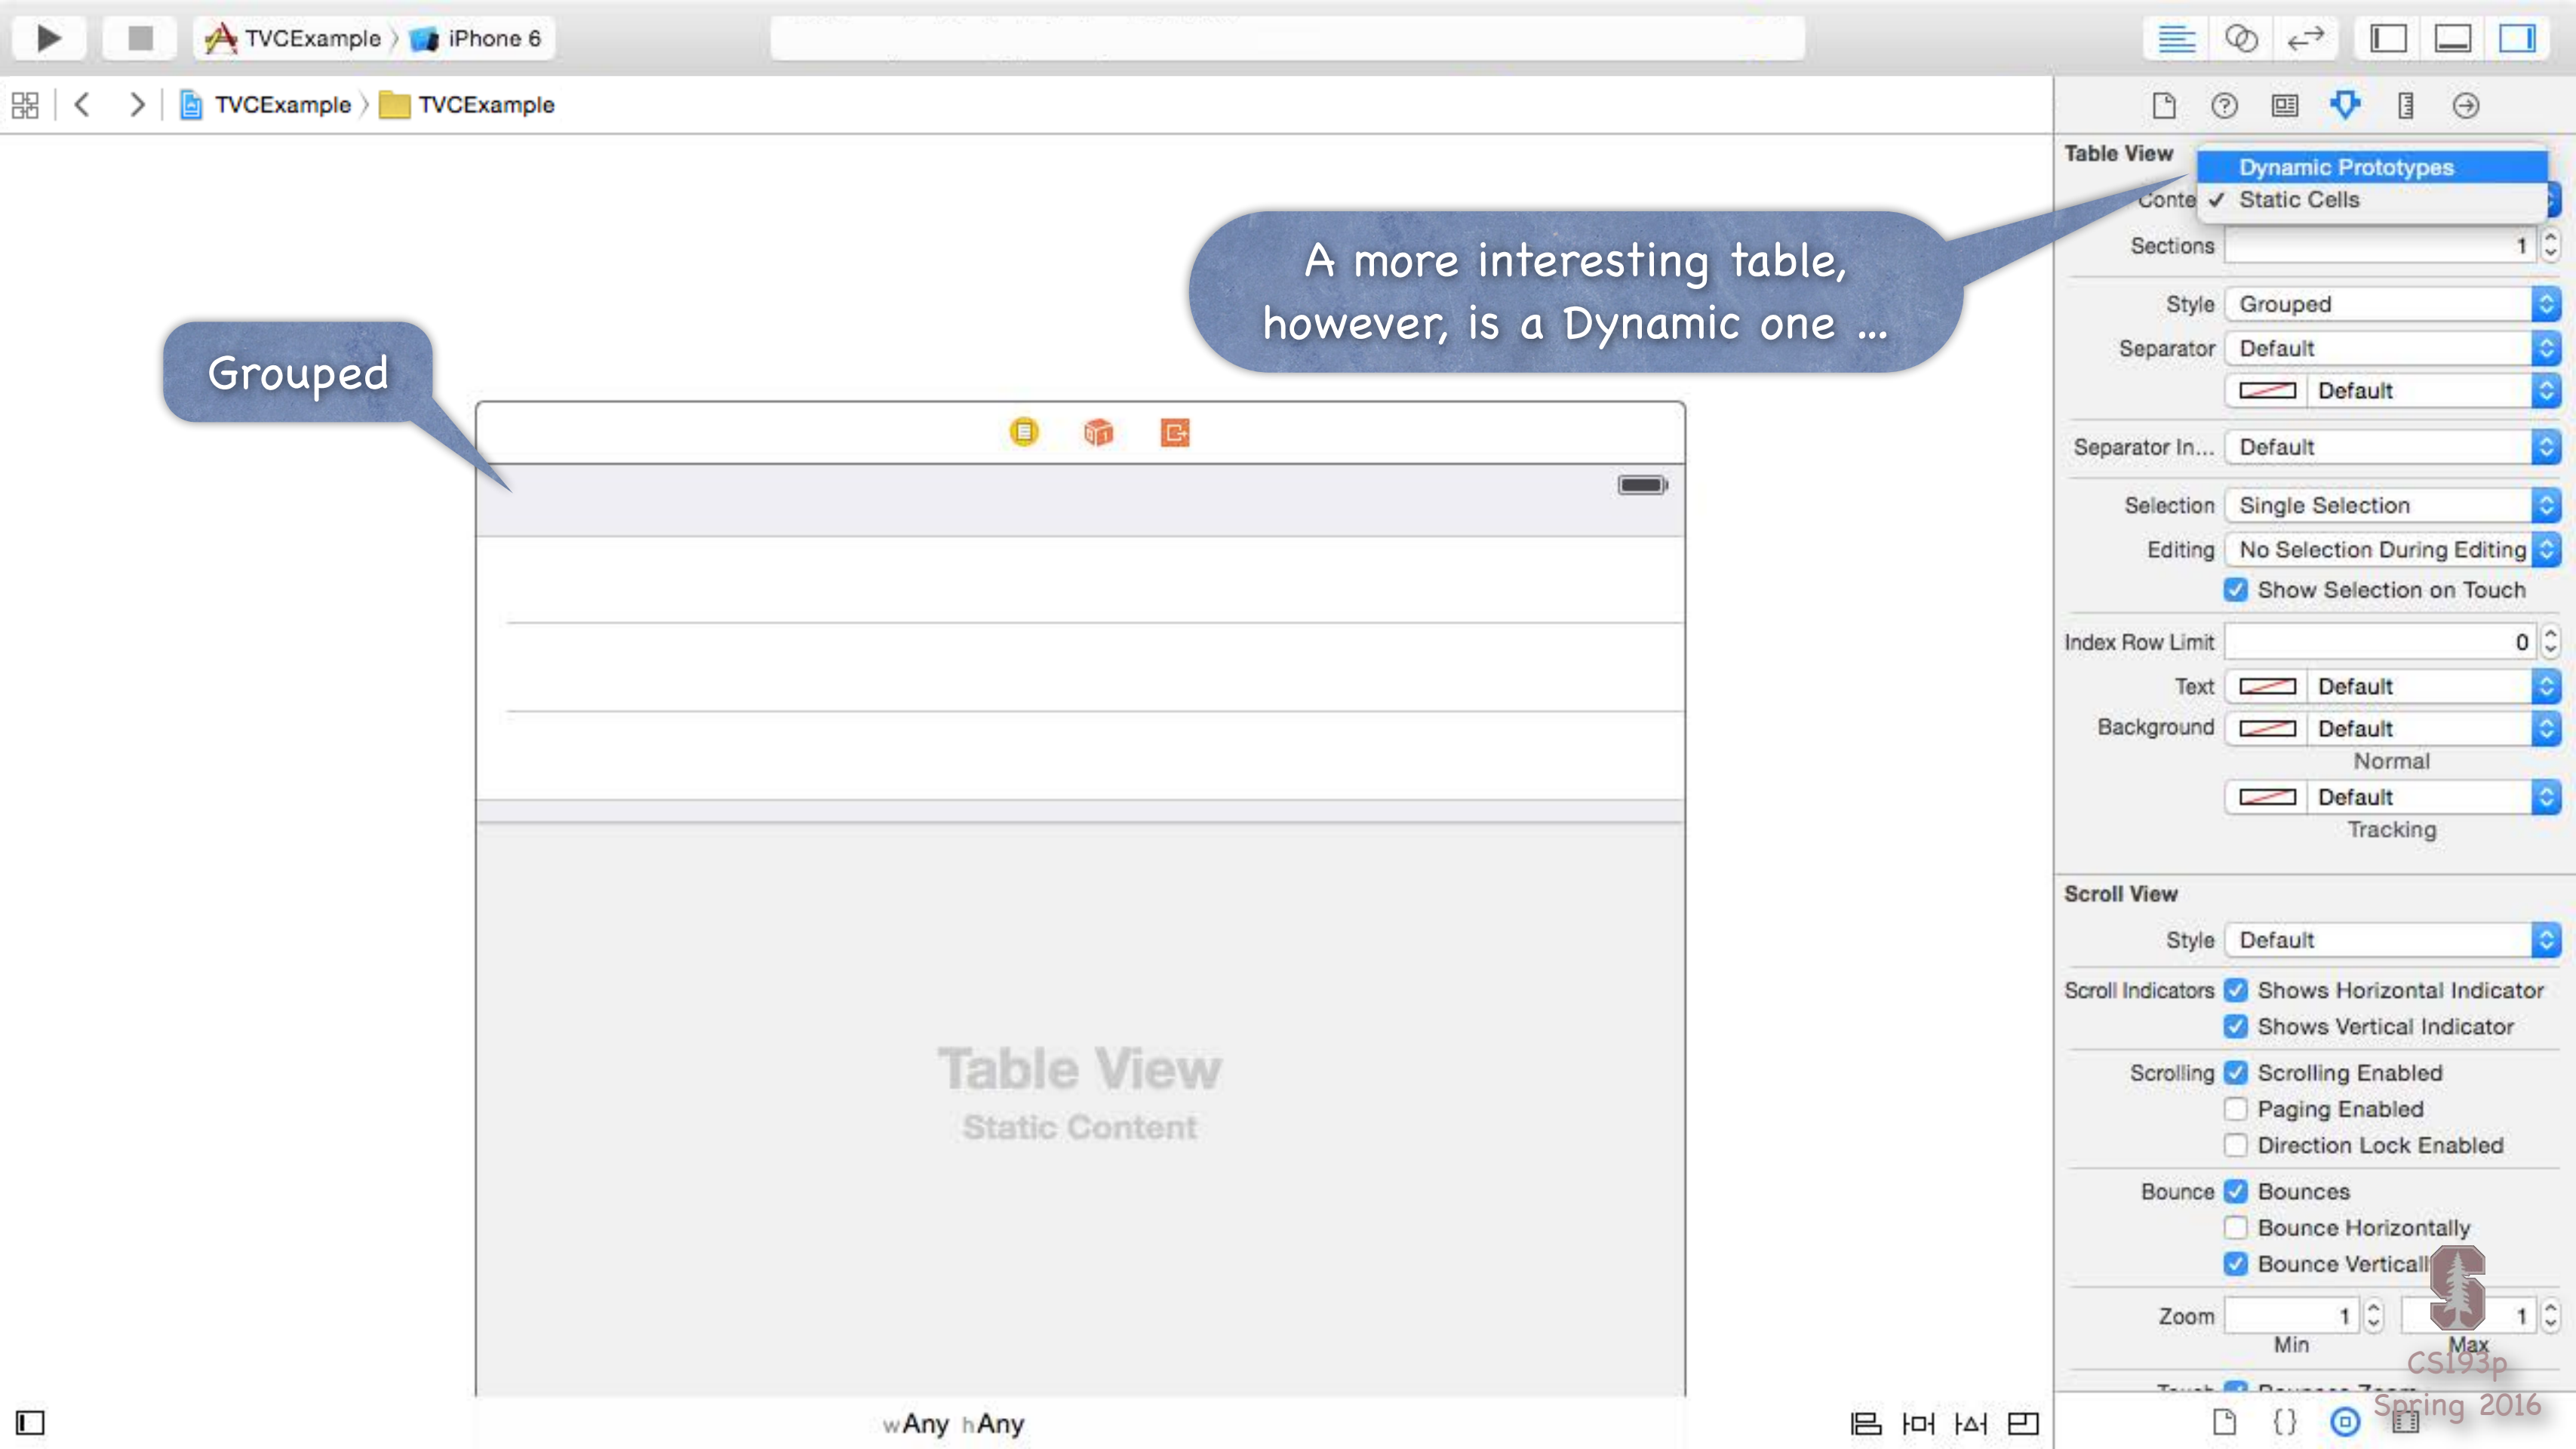 TVCExample 〉 iPhone 6
TVCExample 〉 TVCExample
Table View
Dynamic Prototypes
Conte ✓ Static Cells
Sections 1
A more interesting table,
however, is a Dynamic one ...
Style Grouped
Grouped
Separator Default
Default
Separator In... Default
Selection Single Selection
Editing No Selection During Editing
Show Selection on Touch
Index Row Limit 0
Text Default
Background Default
Normal
Default
Tracking
Scroll View
Style Default
Scroll Indicators Shows Horizontal Indicator
Shows Vertical Indicator
Table View
Static Content
Scrolling Scrolling Enabled
Paging Enabled
Direction Lock Enabled
Bounce Bounces
Bounce Horizontally
Bounce Verticall
Zoom 1 1
Min Max
CS193p
Spring 2016
wAny hAny